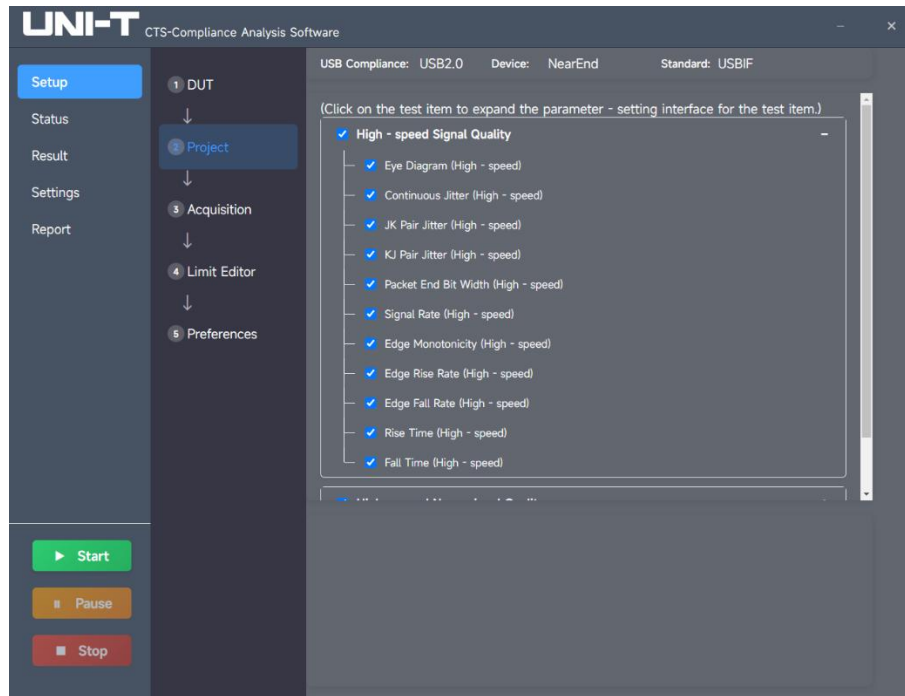 UNI-T CTS-Compliance Analysis Software
USB Compliance: USB2.0 Device: NearEnd Standard: USBIF
Setup
Status
Result
Settings
Report
1 DUT
2 Project
3 Acquisition
4 Limit Editor
5 Preferences
(Click on the test item to expand the parameter - setting interface for the test item.)
High - speed Signal Quality
Eye Diagram (High - speed)
Continuous Jitter (High - speed)
JK Pair Jitter (High - speed)
KJ Pair Jitter (High - speed)
Packet End Bit Width (High - speed)
Signal Rate (High - speed)
Edge Monotonicity (High - speed)
Edge Rise Rate (High - speed)
Edge Fall Rate (High - speed)
Rise Time (High - speed)
Fall Time (High - speed)
Start
Pause
Stop